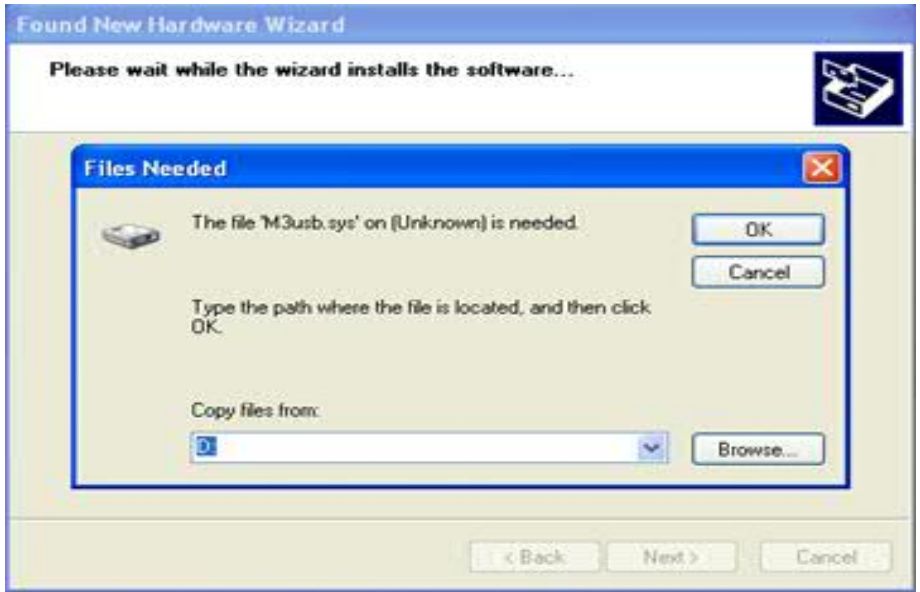 Found New Hardware Wizard
Please wait while the wizard installs the software...
Files Needed
The file 'M3usb.sys' on (Unknown) is needed.
OK
Cancel
Type the path where the file is located, and then click
OK.
Copy files from:
D:
Browse...
< Back
Next >
Cancel